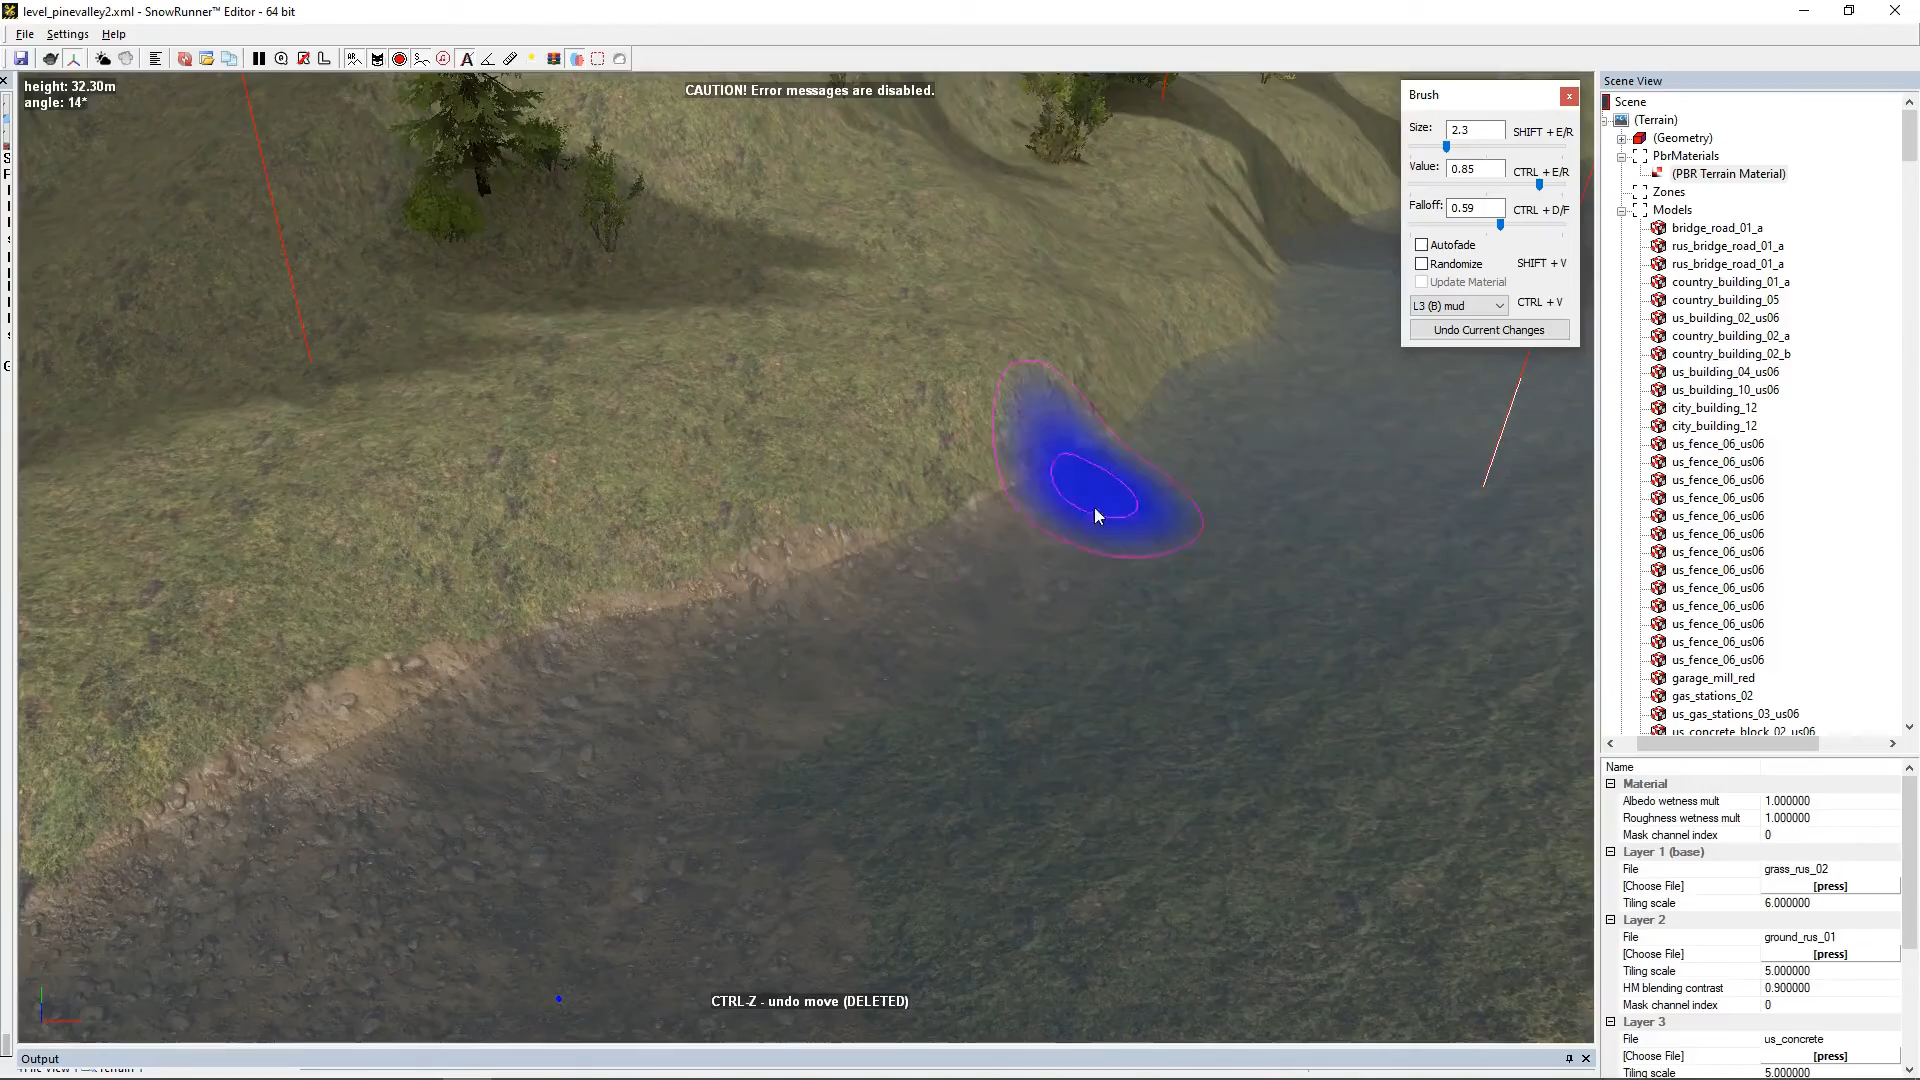 level_pinevalley2.xml - SnowRunner™ Editor - 64 bit
File Settings Help
height: 32.30m
angle: 14*
CAUTION! Error messages are disabled.
Brush
Size: 2.3 SHIFT + E/R
Value: 0.85 CTRL + E/R
Falloff: 0.59 CTRL + D/F
Autofade
Randomize SHIFT + V
Update Material
L3 (B) mud CTRL + V
Undo Current Changes
CTRL-Z - undo move (DELETED)
Output
Scene View
Scene
(Terrain)
(Geometry)
PbrMaterials
(PBR Terrain Material)
Zones
Models
bridge_road_01_a
rus_bridge_road_01_a
rus_bridge_road_01_a
country_building_01_a
country_building_05
us_building_02_us06
country_building_02_a
country_building_02_b
us_building_04_us06
us_building_10_us06
city_building_12
city_building_12
us_fence_06_us06
us_fence_06_us06
us_fence_06_us06
us_fence_06_us06
us_fence_06_us06
us_fence_06_us06
us_fence_06_us06
us_fence_06_us06
us_fence_06_us06
us_fence_06_us06
us_fence_06_us06
us_fence_06_us06
us_fence_06_us06
garage_mill_red
gas_stations_02
us_gas_stations_03_us06
us_concrete_block_02_us06
Name
Material
Albedo wetness mult 1.000000
Roughness wetness mult 1.000000
Mask channel index 0
Layer 1 (base)
File grass_rus_02
[Choose File] [press]
Tiling scale 6.000000
Layer 2
File ground_rus_01
[Choose File] [press]
Tiling scale 5.000000
HM blending contrast 0.900000
Mask channel index 0
Layer 3
File us_concrete
[Choose File] [press]
Tiling scale 5.000000